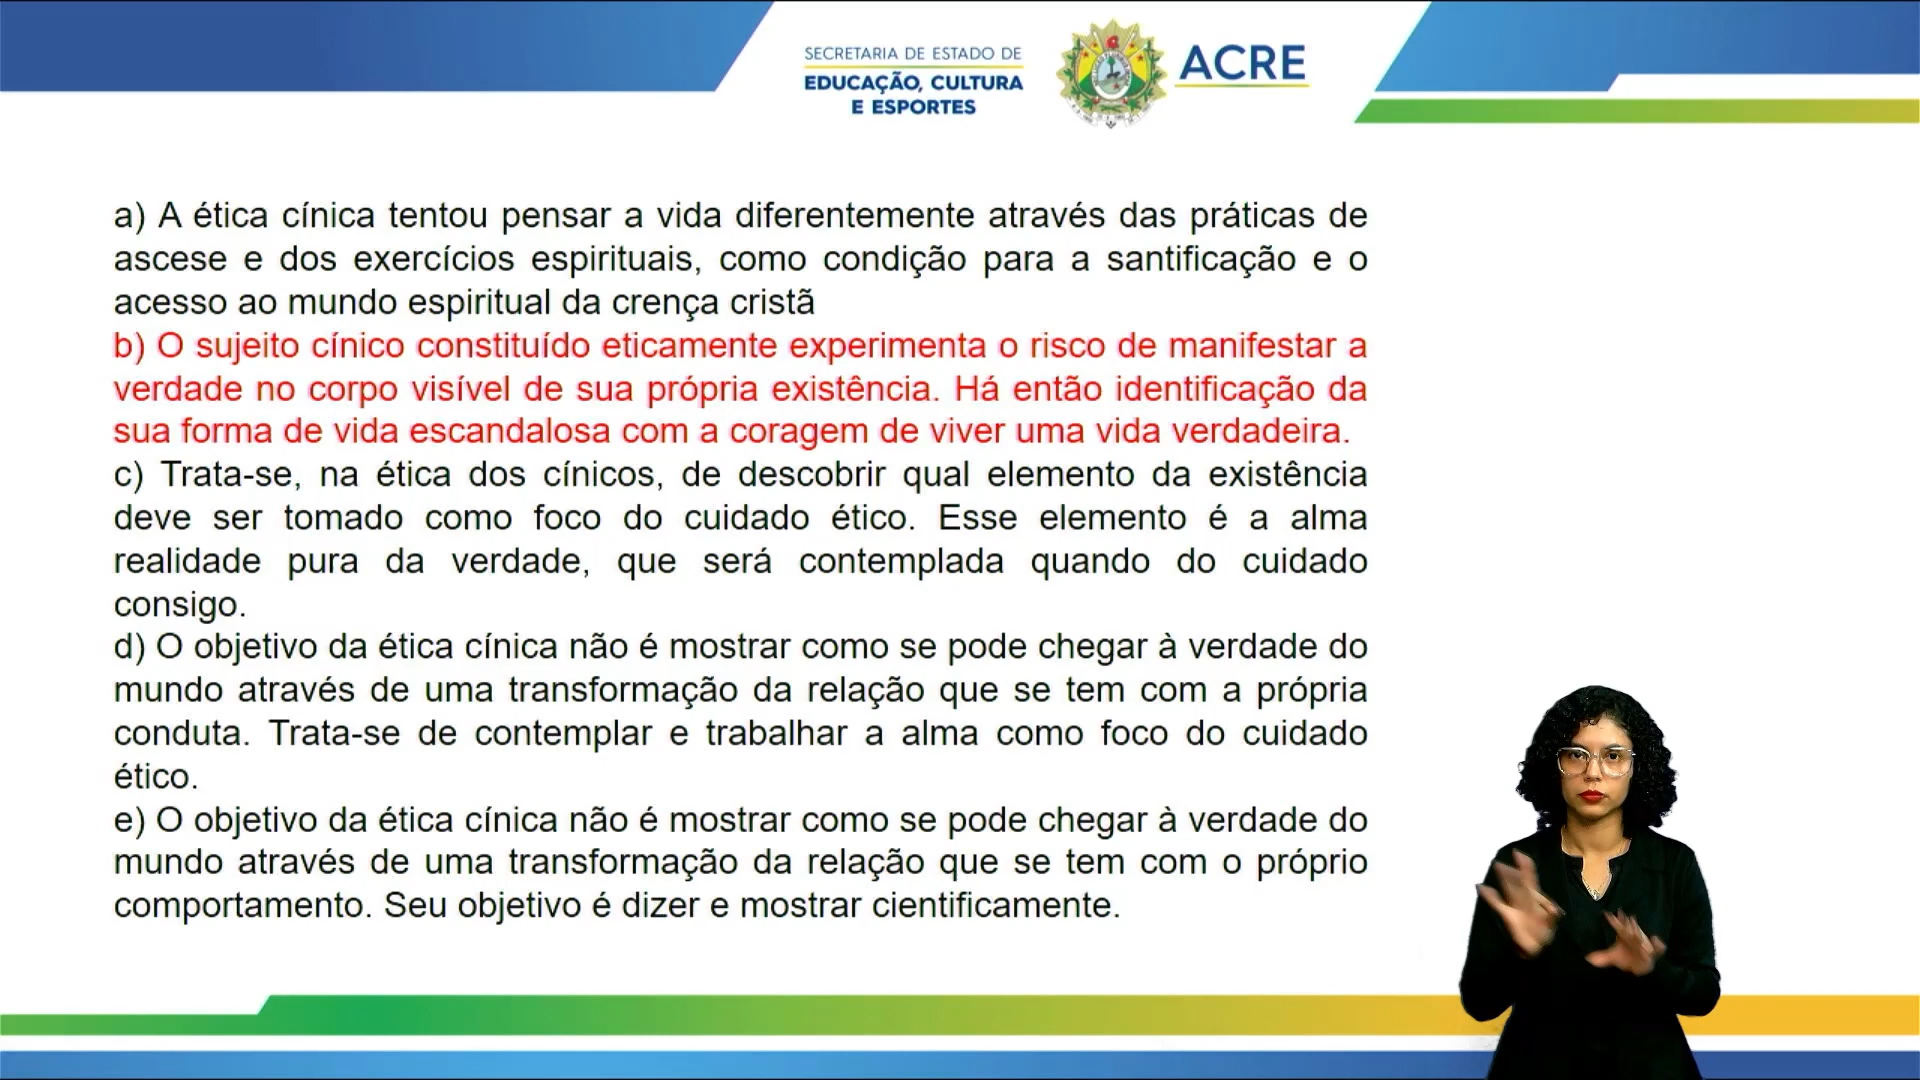 SECRETARIA DE ESTADO DE
EDUCAÇÃO, CULTURA
E ESPORTES
ACRE
a) A ética cínica tentou pensar a vida diferentemente através das práticas de
ascese e dos exercícios espirituais, como condição para a santificação e o
acesso ao mundo espiritual da crença cristã
b) O sujeito cínico constituído eticamente experimenta o risco de manifestar a
verdade no corpo visível de sua própria existência. Há então identificação da
sua forma de vida escandalosa com a coragem de viver uma vida verdadeira.
c) Trata-se, na ética dos cínicos, de descobrir qual elemento da existência
deve ser tomado como foco do cuidado ético. Esse elemento é a alma
realidade pura da verdade, que será contemplada quando do cuidado
consigo.
d) O objetivo da ética cínica não é mostrar como se pode chegar à verdade do
mundo através de uma transformação da relação que se tem com a própria
conduta. Trata-se de contemplar e trabalhar a alma como foco do cuidado
ético.
e) O objetivo da ética cínica não é mostrar como se pode chegar à verdade do
mundo através de uma transformação da relação que se tem com o próprio
comportamento. Seu objetivo é dizer e mostrar cientificamente.